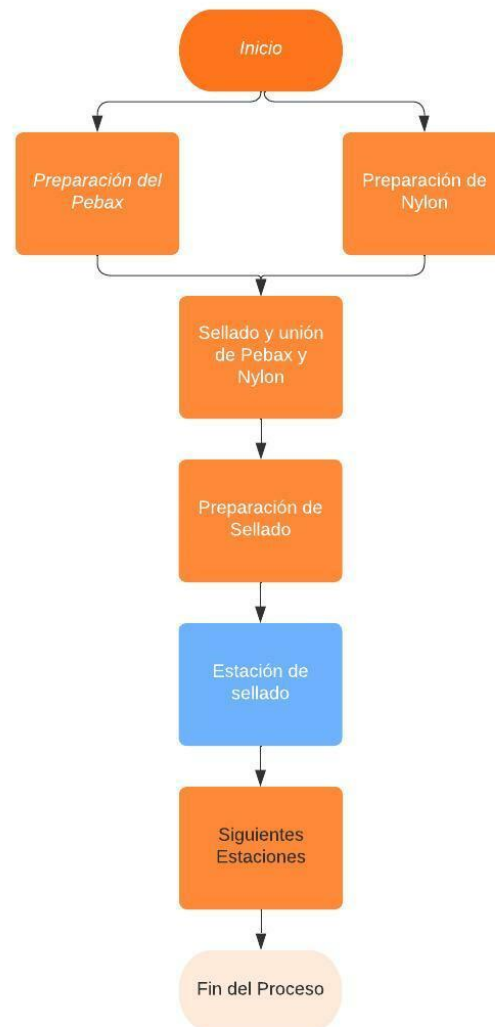 Inicio
Preparación del
Pebax
Preparación de
Nylon
Sellado y unión
de Pebax y
Nylon
Preparación de
Sellado
Estación de
sellado
Siguientes
Estaciones
Fin del Proceso